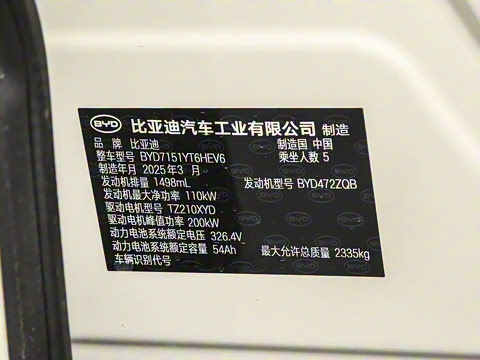 BYD 比亚迪汽车工业有限公司 制造
品 牌 比亚迪 制造国 中国
整车型号 BYD7151YT6HEV6 乘坐人数 5
制造年月 2025年3月
发动机排量 1498mL 发动机型号 BYD472ZQB
发动机最大净功率 110kW
驱动电机型号 TZ210XYD
驱动电机峰值功率 200kW
动力电池系统额定电压 326.4V
动力电池系统额定容量 54Ah 最大允许总质量 2335kg
车辆识别代号